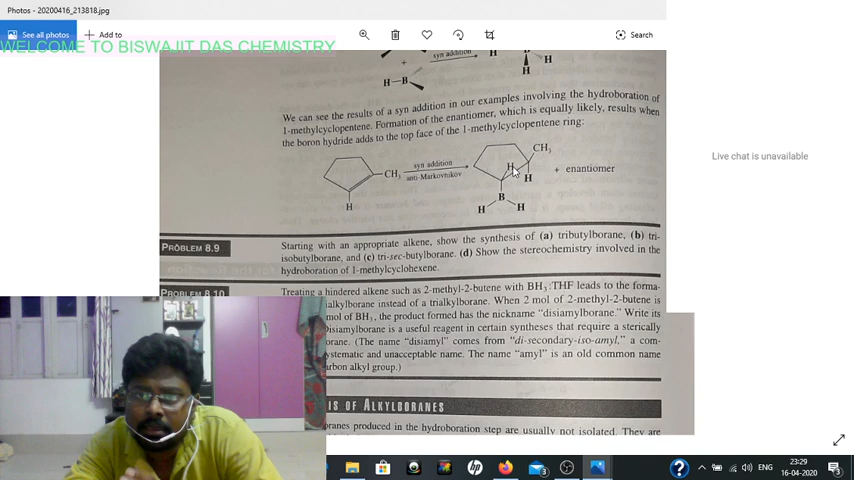 Photos - 20200416_213818.jpg
See all photos
Add to
Search
WELCOME TO BISWAJIT DAS CHEMISTRY
+
syn addition
H
B
H
H—B
H
We can see the results of a syn addition in our examples involving the hydroboration of
1-methylcyclopentene. Formation of the enantiomer, which is equally likely, results when
the boron hydride adds to the top face of the 1-methylcyclopentene ring:
CH₃
H
syn addition
anti-Markovnikov
CH₃
H
H
B
H
H
+ enantiomer
Live chat is unavailable
PROBLEM 8.9
Starting with an appropriate alkene, show the synthesis of (a) tributylborane, (b) tri-
isobutylborane, and (c) tri-sec-butylborane. (d) Show the stereochemistry involved in the
hydroboration of 1-methylcyclohexene.
PROBLEM 8.10
Treating a hindered alkene such as 2-methyl-2-butene with BH₃:THF leads to the forma-
ialkylborane instead of a trialkylborane. When 2 mol of 2-methyl-2-butene is
mol of BH₃, the product formed has the nickname "disiamylborane." Write its
Disiamylborane is a useful reagent in certain syntheses that require a sterically
orane. (The name "disiamyl" comes from "di-secondary-iso-amyl," a com-
ystematic and unacceptable name. The name "amyl" is an old common name
arbon alkyl group.)
IS OF ALKYLBORANES
ranes produced in the hydroboration step are usually not isolated. They are
hp
3
ENG
23:29
16-04-2020
3